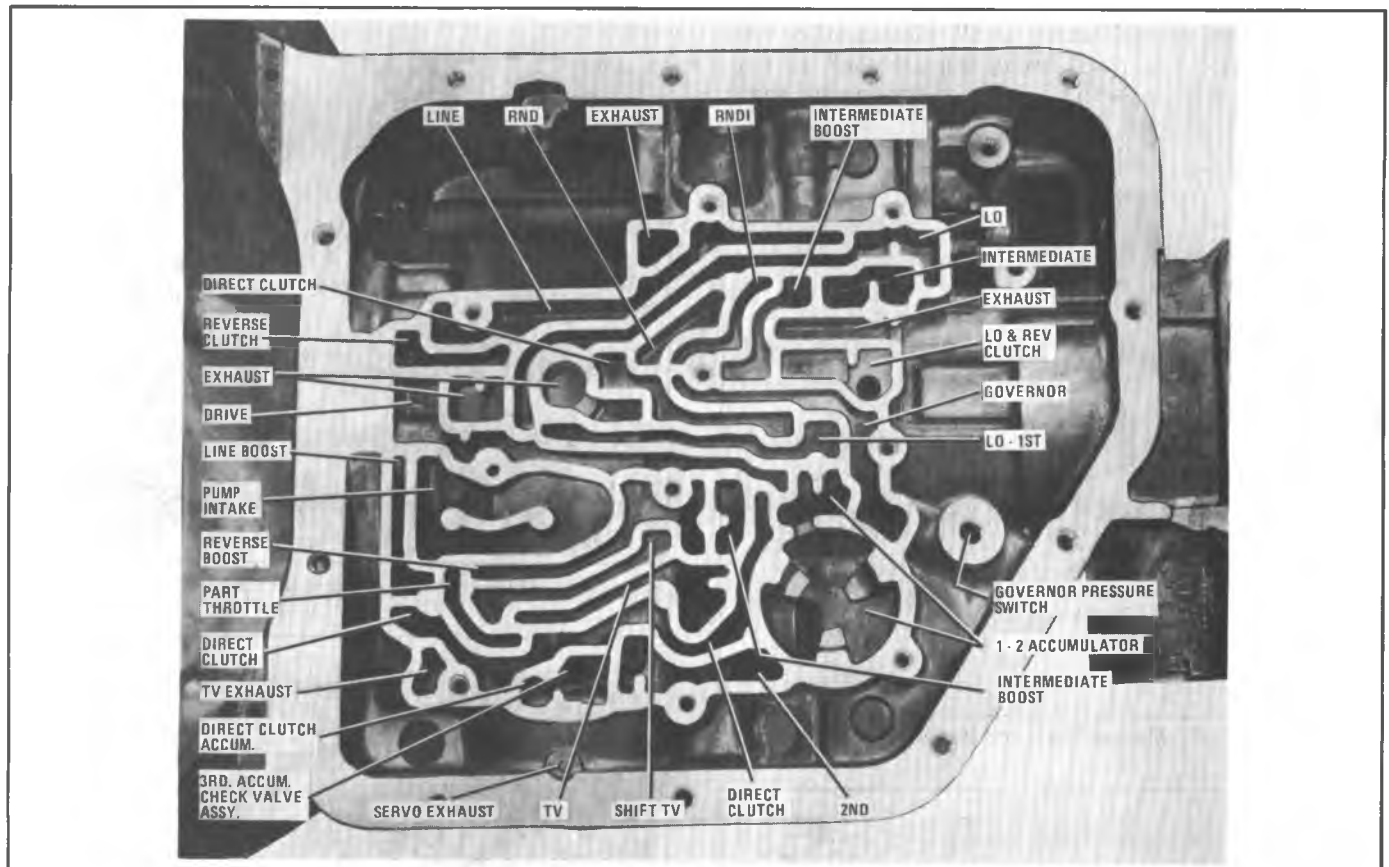 LINE
RND
EXHAUST
RNDI
INTERMEDIATE
BOOST
LO
INTERMEDIATE
EXHAUST
LO & REV
CLUTCH
GOVERNOR
LO - 1ST
GOVERNOR PRESSURE
SWITCH
1 - 2 ACCUMULATOR
INTERMEDIATE
BOOST
DIRECT CLUTCH
REVERSE
CLUTCH
EXHAUST
DRIVE
LINE BOOST
PUMP
INTAKE
REVERSE
BOOST
PART
THROTTLE
DIRECT
CLUTCH
TV EXHAUST
DIRECT CLUTCH
ACCUM.
3RD. ACCUM.
CHECK VALVE
ASSY.
SERVO EXHAUST
TV
SHIFT TV
DIRECT
CLUTCH
2ND